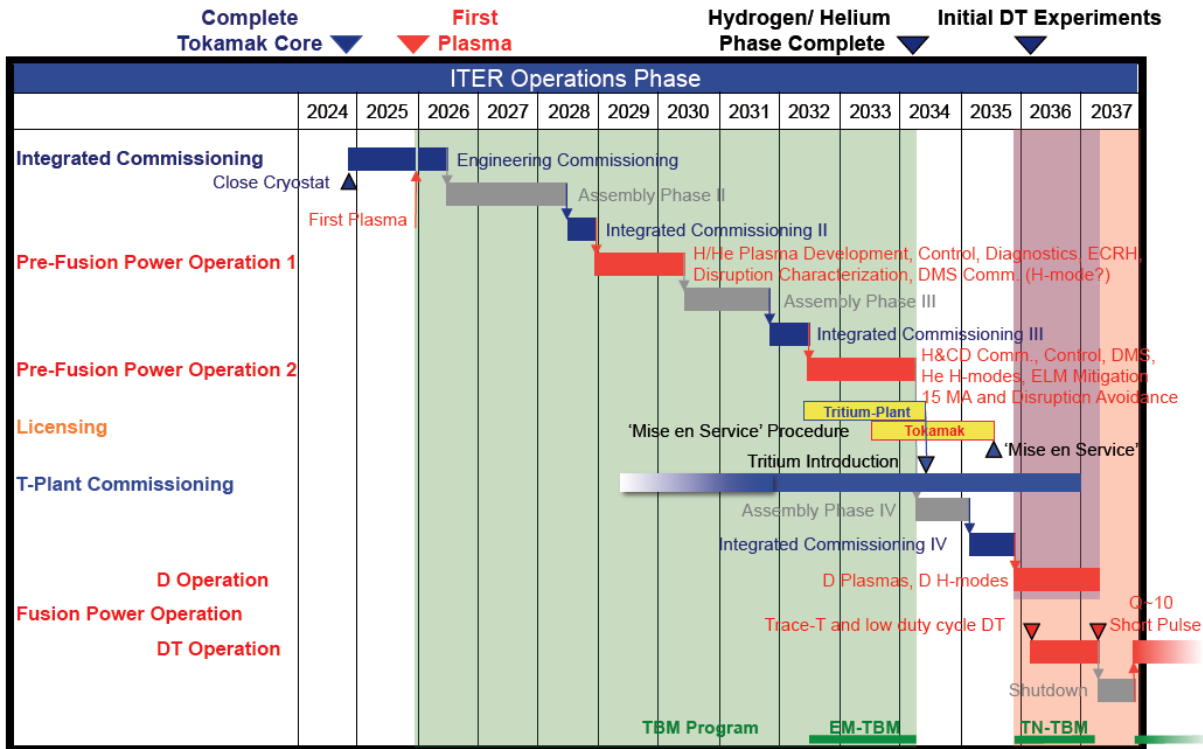 Complete
Tokamak Core
First
Plasma
Hydrogen/ Helium
Phase Complete
Initial DT Experiments
ITER Operations Phase
2024 2025 2026 2027 2028 2029 2030 2031 2032 2033 2034 2035 2036 2037
Integrated Commissioning
Engineering Commissioning
Close Cryostat
Assembly Phase II
First Plasma
Integrated Commissioning II
Pre-Fusion Power Operation 1
H/He Plasma Development, Control, Diagnostics, ECRH,
Disruption Characterization, DMS Comm. (H-mode?)
Assembly Phase III
Integrated Commissioning III
Pre-Fusion Power Operation 2
H&CD Comm., Control, DMS,
He H-modes, ELM Mitigation
15 MA and Disruption Avoidance
Tritium-Plant
Licensing
‘Mise en Service’ Procedure
Tokamak
‘Mise en Service’
Tritium Introduction
T-Plant Commissioning
Assembly Phase IV
Integrated Commissioning IV
D Operation
D Plasmas, D H-modes
Fusion Power Operation
Q~10
Short Pulse
Trace-T and low duty cycle DT
DT Operation
Shutdown
TBM Program
EM-TBM
TN-TBM